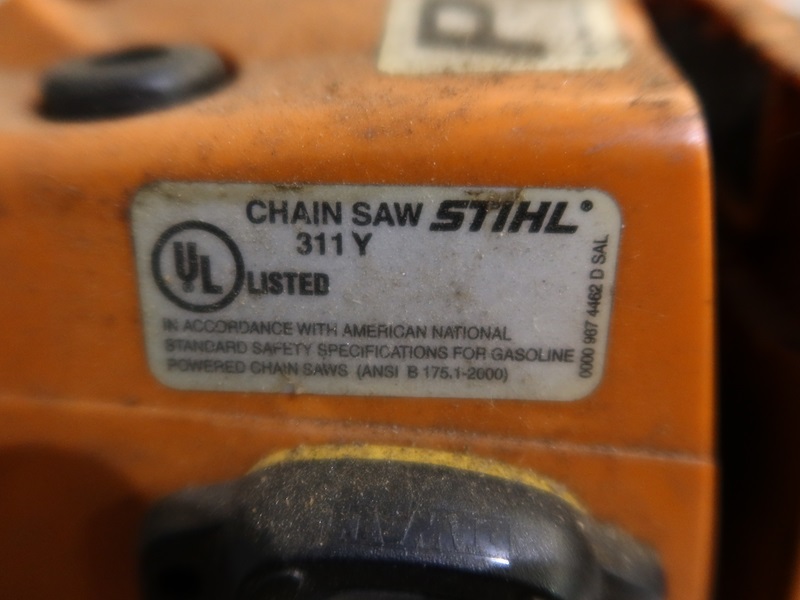 P
CHAIN SAW STIHL®
311 Y
UL LISTED
IN ACCORDANCE WITH AMERICAN NATIONAL
STANDARD SAFETY SPECIFICATIONS FOR GASOLINE
POWERED CHAIN SAWS (ANSI B 175.1-2000)
0000 967 4462 D SAL